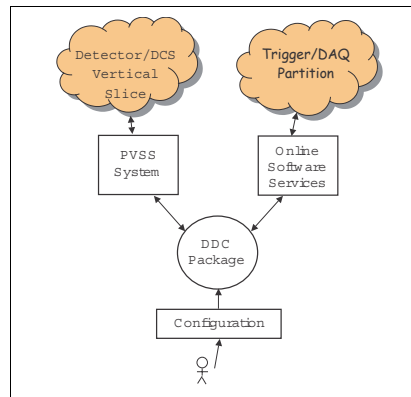 Detector/DCS
Vertical
Slice
Trigger/DAQ
Partition
PVSS
System
Online
Software
Services
DDC
Package
Configuration